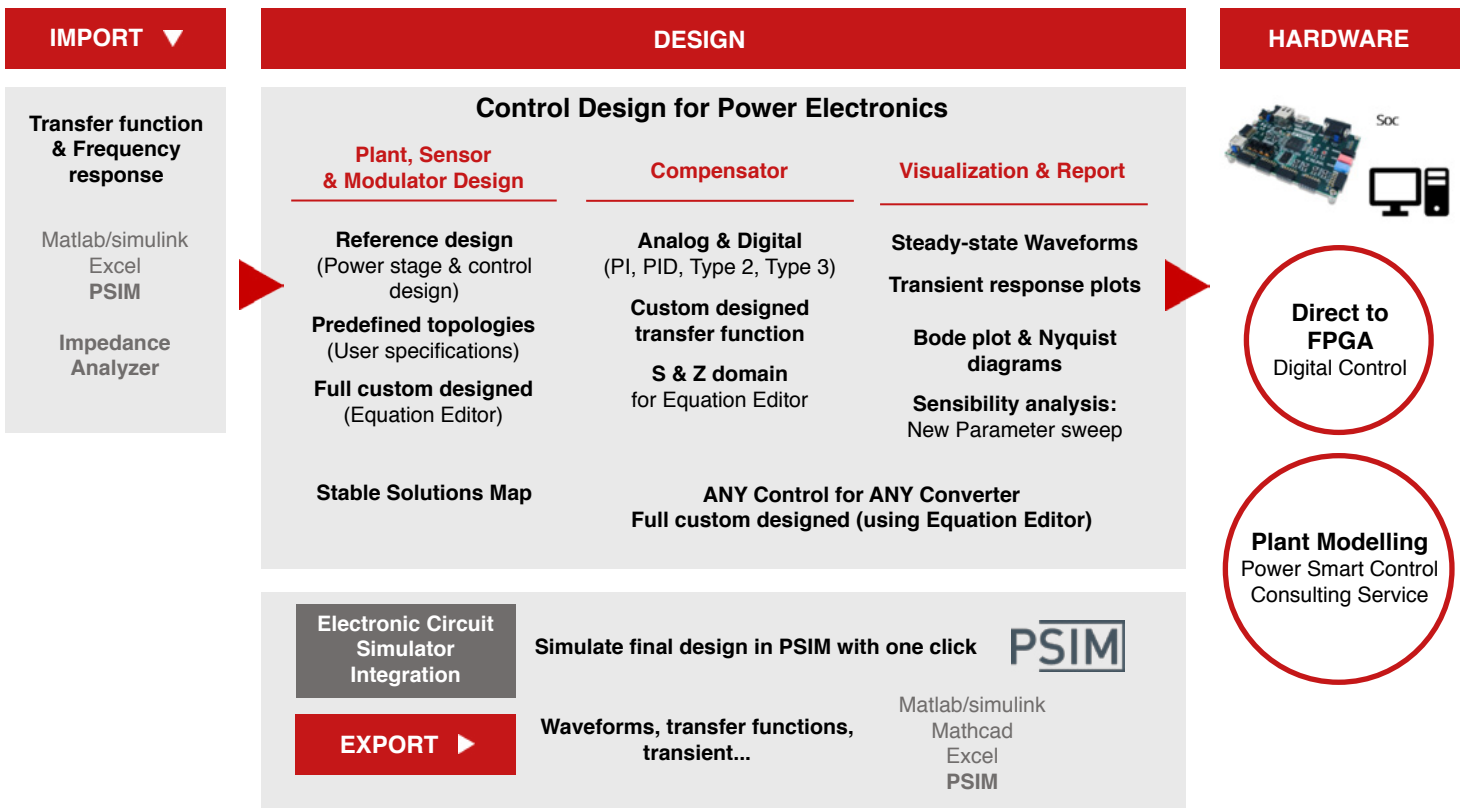 IMPORT
Transfer function
& Frequency
response
Matlab/simulink
Excel
PSIM
Impedance
Analyzer
DESIGN
Control Design for Power Electronics
Plant, Sensor
& Modulator Design
Reference design
(Power stage & control
design)
Predefined topologies
(User specifications)
Full custom designed
(Equation Editor)
Compensator
Analog & Digital
(PI, PID, Type 2, Type 3)
Custom designed
transfer function
S & Z domain
for Equation Editor
Visualization & Report
Steady-state Waveforms
Transient response plots
Bode plot & Nyquist
diagrams
Sensibility analysis:
New Parameter sweep
Stable Solutions Map
ANY Control for ANY Converter
Full custom designed (using Equation Editor)
Electronic Circuit
Simulator
Integration
Simulate final design in PSIM with one click
PSIM
EXPORT
Waveforms, transfer functions,
transient...
Matlab/simulink
Mathcad
Excel
PSIM
HARDWARE
Soc
Direct to
FPGA
Digital Control
Plant Modelling
Power Smart Control
Consulting Service